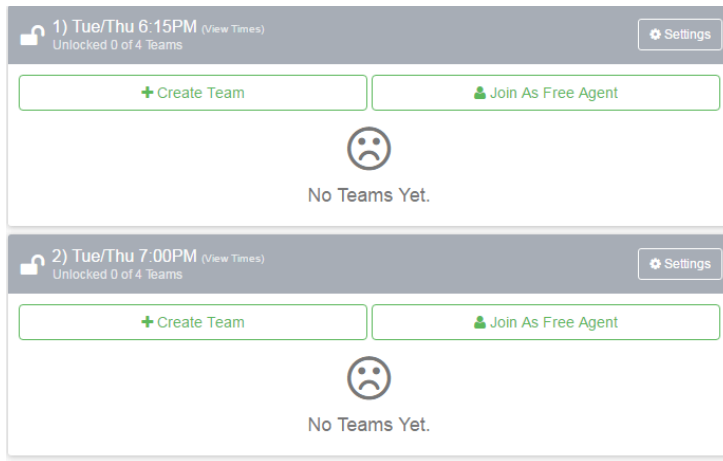 1) Tue/Thu 6:15PM (View Times)
Unlocked 0 of 4 Teams
Settings
Create Team
Join As Free Agent
No Teams Yet.
2) Tue/Thu 7:00PM (View Times)
Unlocked 0 of 4 Teams
Settings
Create Team
Join As Free Agent
No Teams Yet.